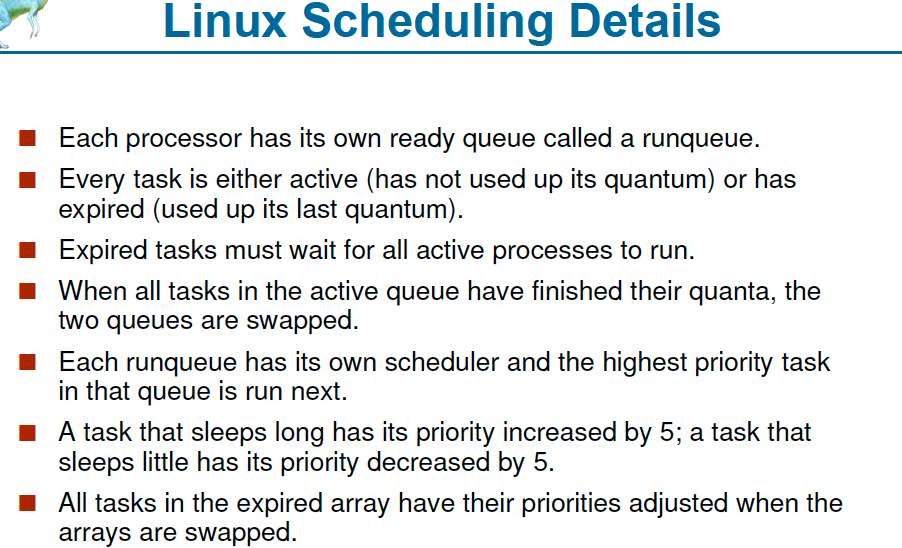 Linux Scheduling Details
Each processor has its own ready queue called a runqueue.
Every task is either active (has not used up its quantum) or has
expired (used up its last quantum).
Expired tasks must wait for all active processes to run.
When all tasks in the active queue have finished their quanta, the
two queues are swapped.
Each runqueue has its own scheduler and the highest priority task
in that queue is run next.
A task that sleeps long has its priority increased by 5; a task that
sleeps little has its priority decreased by 5.
All tasks in the expired array have their priorities adjusted when the
arrays are swapped.